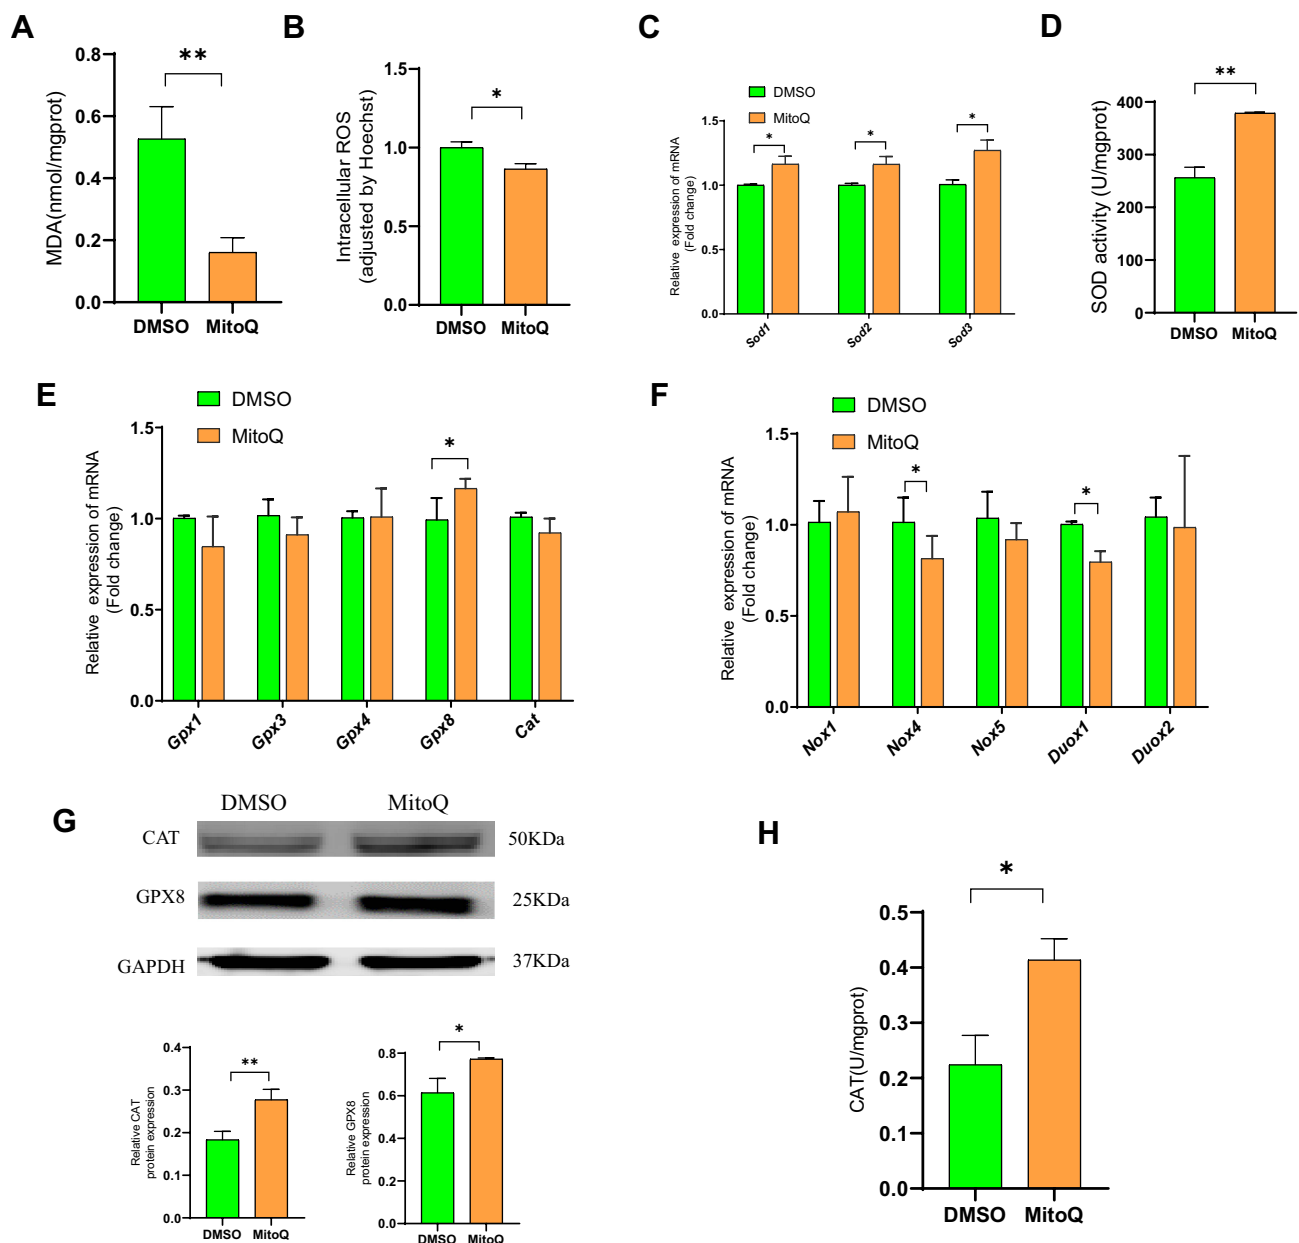 A
MDA(nmol/mgprot)
0.8
0.6
0.4
0.2
0.0
**
DMSO
MitoQ
B
Intracellular ROS
(adjusted by Hoechst)
1.5
1.0
0.5
0.0
*
DMSO
MitoQ
C
DMSO
MitoQ
Relative expression of mRNA
(Fold change)
1.5
1.0
0.5
0.0
*
*
*
Sod1
Sod2
Sod3
D
SOD activity (U/mgprot)
400
300
200
100
0
**
DMSO
MitoQ
E
DMSO
MitoQ
Relative expression of mRNA
(Fold change)
1.5
1.0
0.5
0.0
*
Gpx1
Gpx3
Gpx4
Gpx8
Cat
F
DMSO
MitoQ
Relative expression of mRNA
(Fold change)
1.5
1.0
0.5
0.0
*
*
Nox1
Nox4
Nox5
Duox1
Duox2
G
DMSO MitoQ
CAT 50KDa
GPX8 25KDa
GAPDH 37KDa
Relative CAT
protein expression
0.4
0.3
0.2
0.1
0.0
**
DMSO
MitoQ
Relative GPX8
protein expression
0.8
0.6
0.4
0.2
0.0
*
DMSO
MitoQ
H
CAT(U/mgprot)
0.5
0.4
0.3
0.2
0.1
0.0
*
DMSO
MitoQ